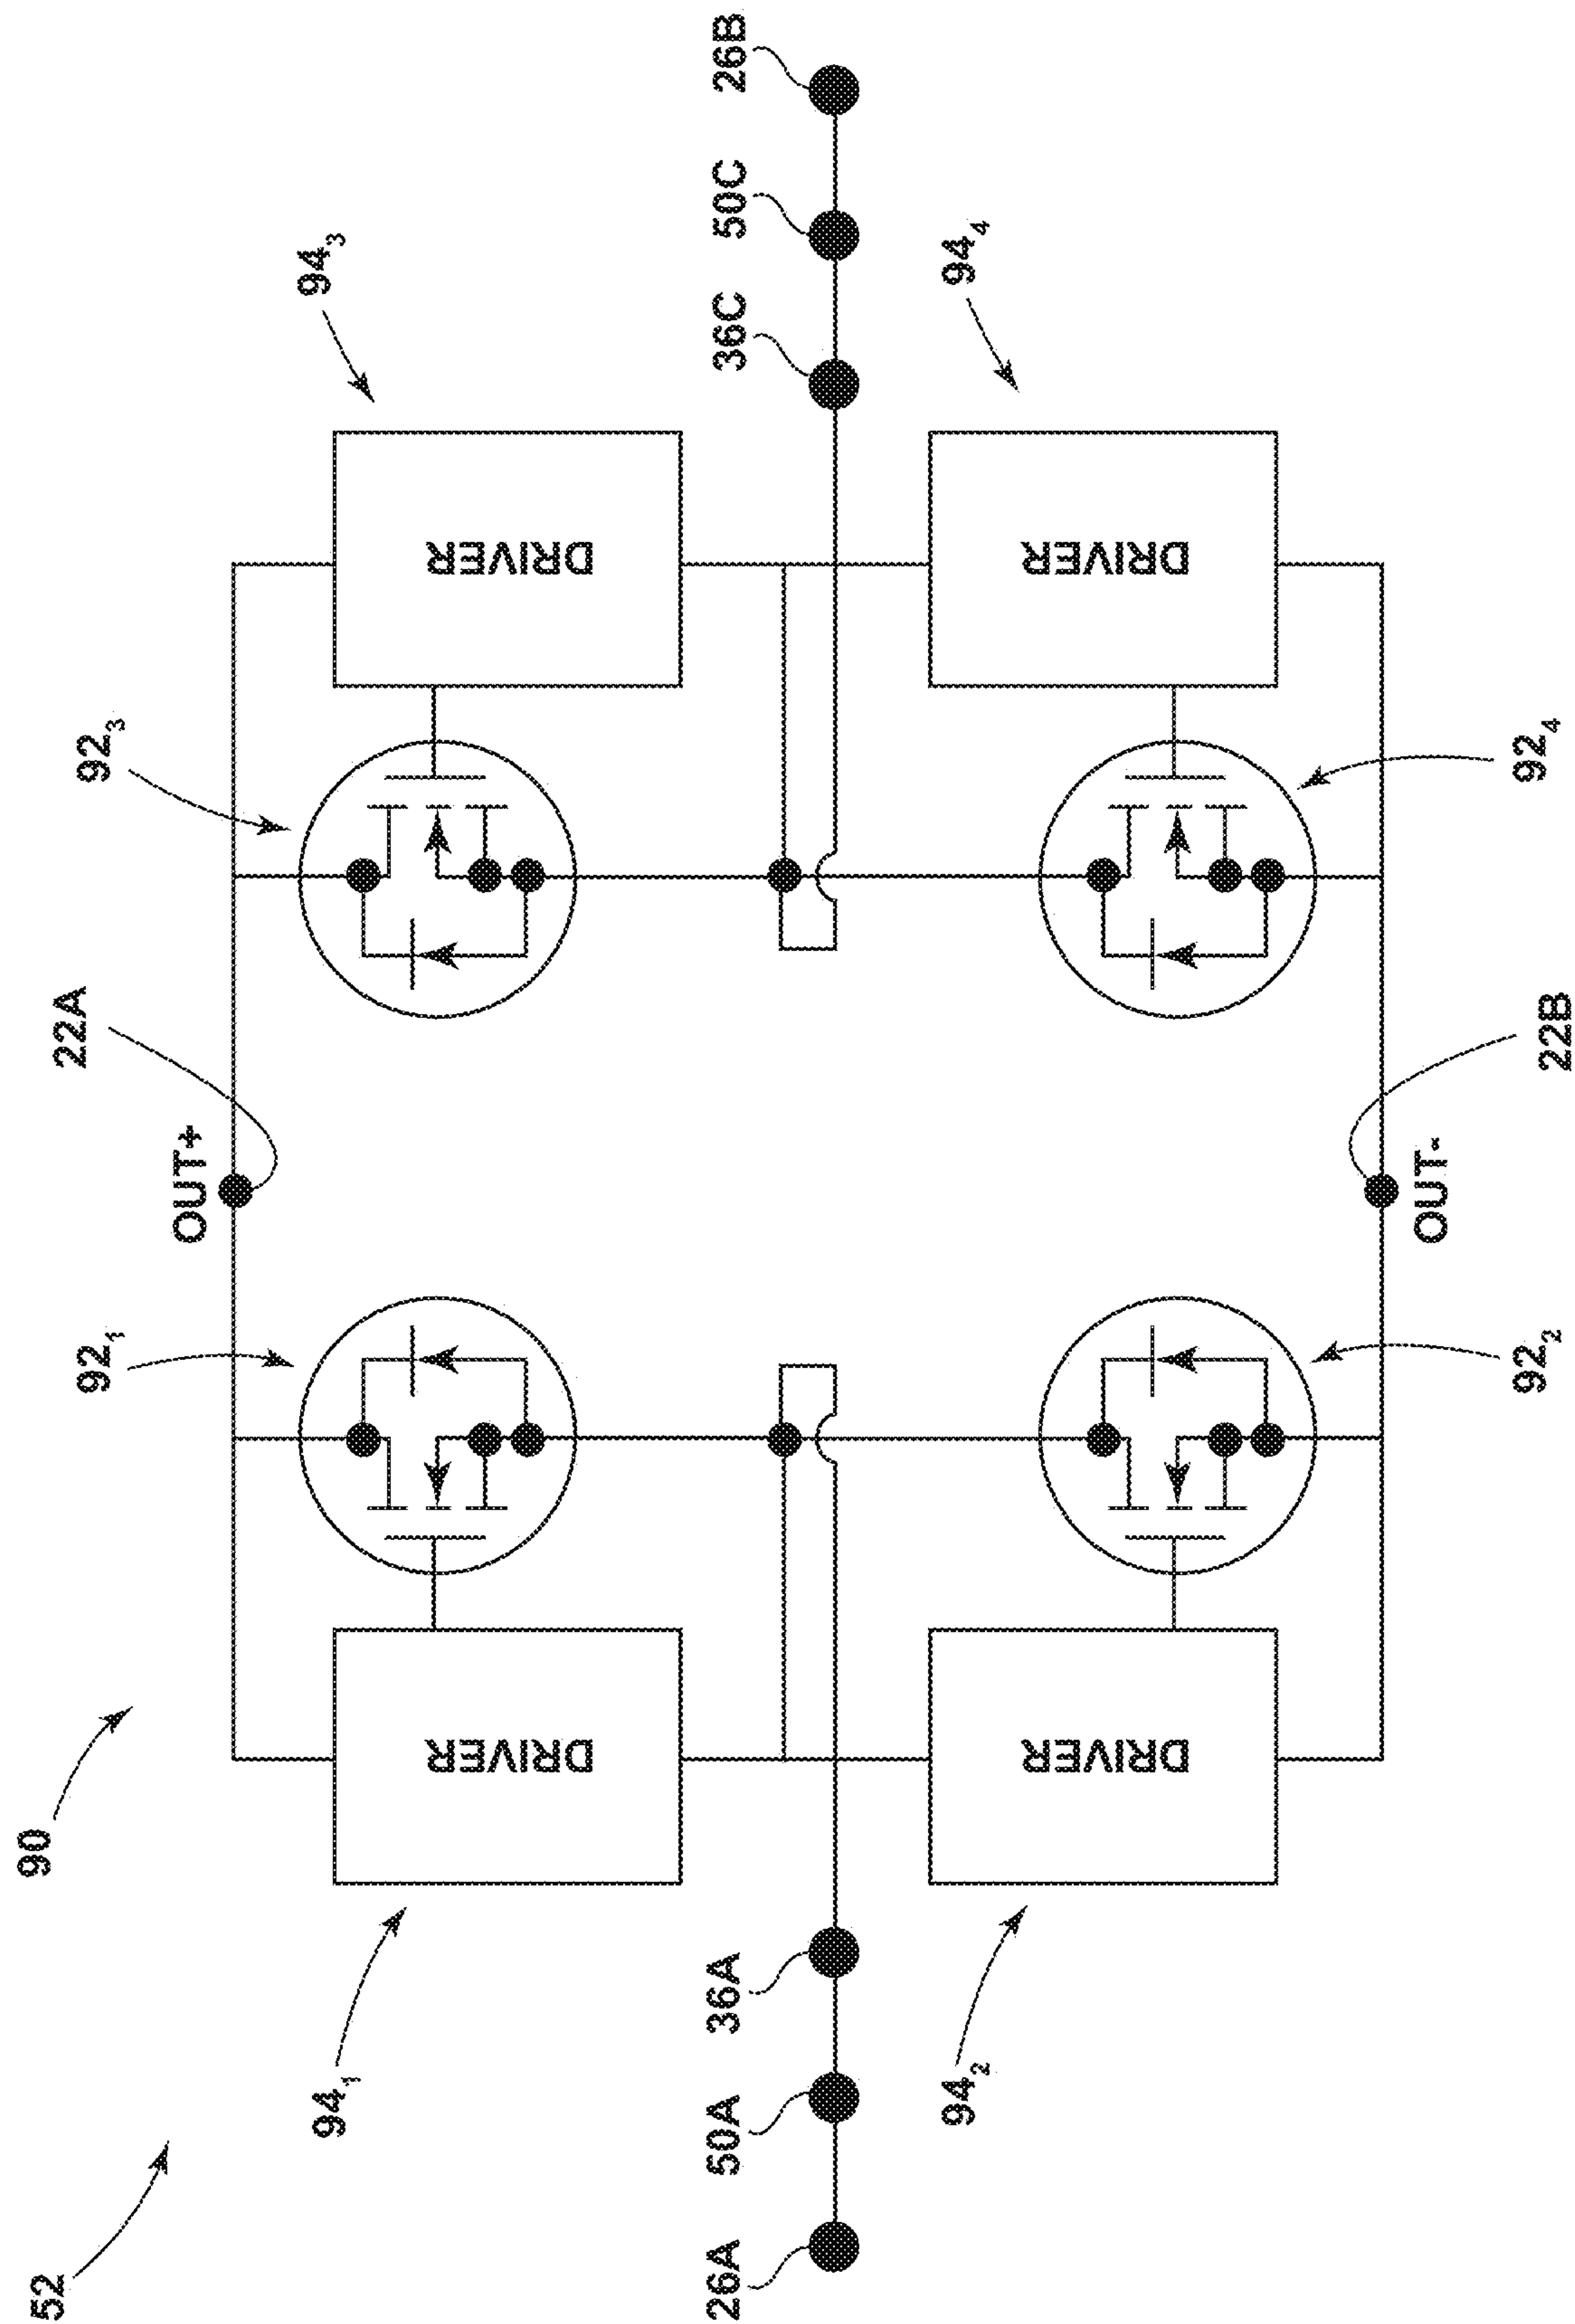 52
90
92₁
22A
92₃
OUT+
94₁
94₃
DRIVER
DRIVER
26A
50A
36A
36C
50C
26B
94₂
94₄
DRIVER
DRIVER
OUT-
92₂
22B
92₄